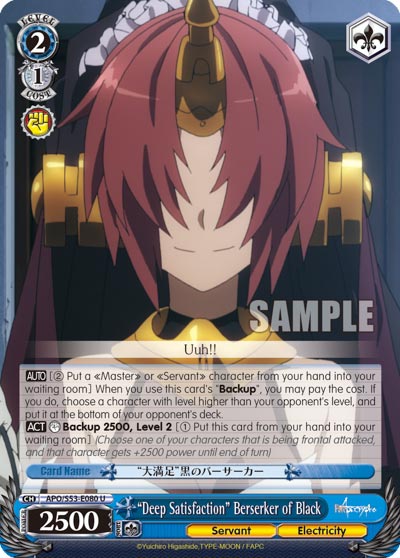 LEVEL
2
1
COST
SAMPLE
Uuh!!
AUTO [② Put a «Master» or «Servant» character from your hand into your
waiting room] When you use this card's "Backup", you may pay the cost. If
you do, choose a character with level higher than your opponent's level, and
put it at the bottom of your opponent's deck.
ACT Backup 2500, Level 2 [① Put this card from your hand into your
waiting room] (Choose one of your characters that is being frontal attacked,
and that character gets +2500 power until end of turn)
Card Name “大満足”黒のバーサーカー
CH APO/S53-E080 U
POWER 2500 “Deep Satisfaction” Berserker of Black
Servant Electricity
©Yuichiro Higashide,TYPE-MOON / FAPC